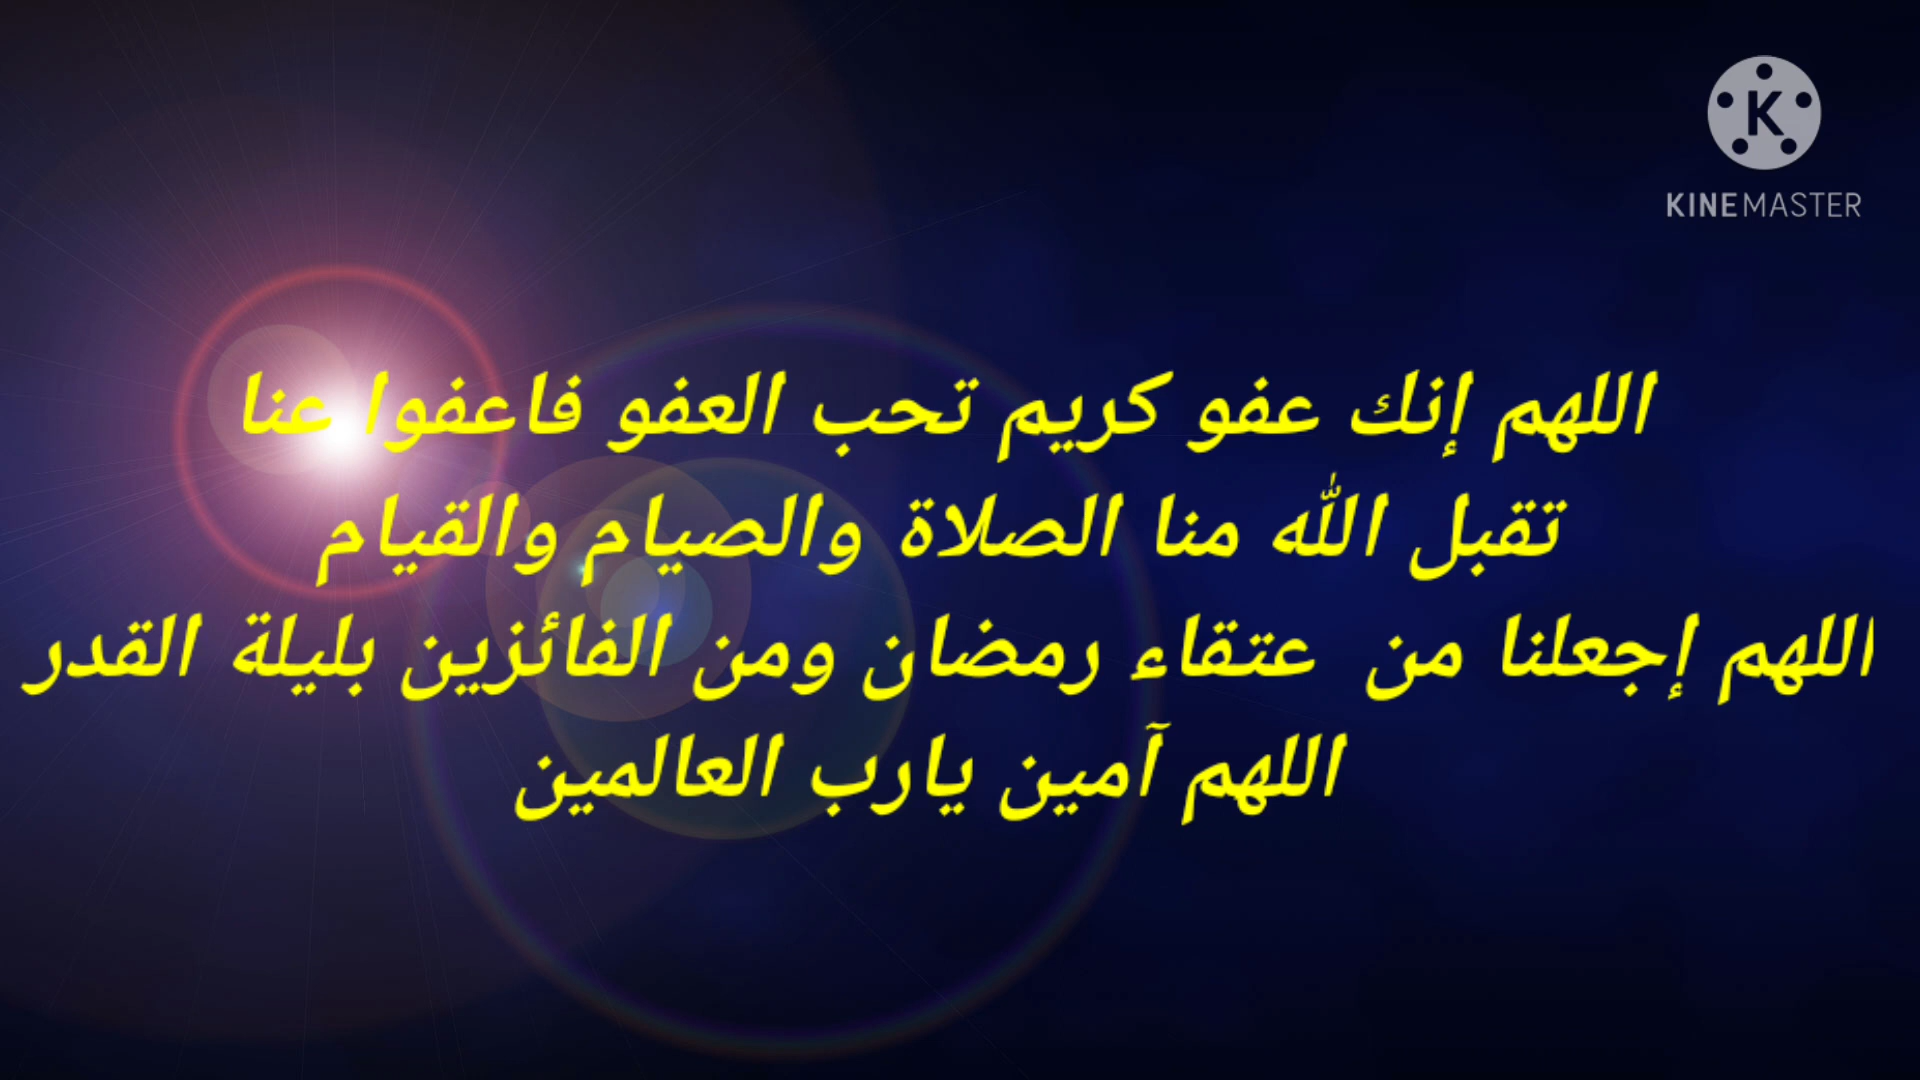 KINEMASTER
اللهم إنك عفو كريم تحب العفو فاعفوا عنا
تقبل الله منا الصلاة والصيام والقيام
اللهم إجعلنا من عتقاء رمضان ومن الفائزين بليلة القدر
اللهم آمين يارب العالمين